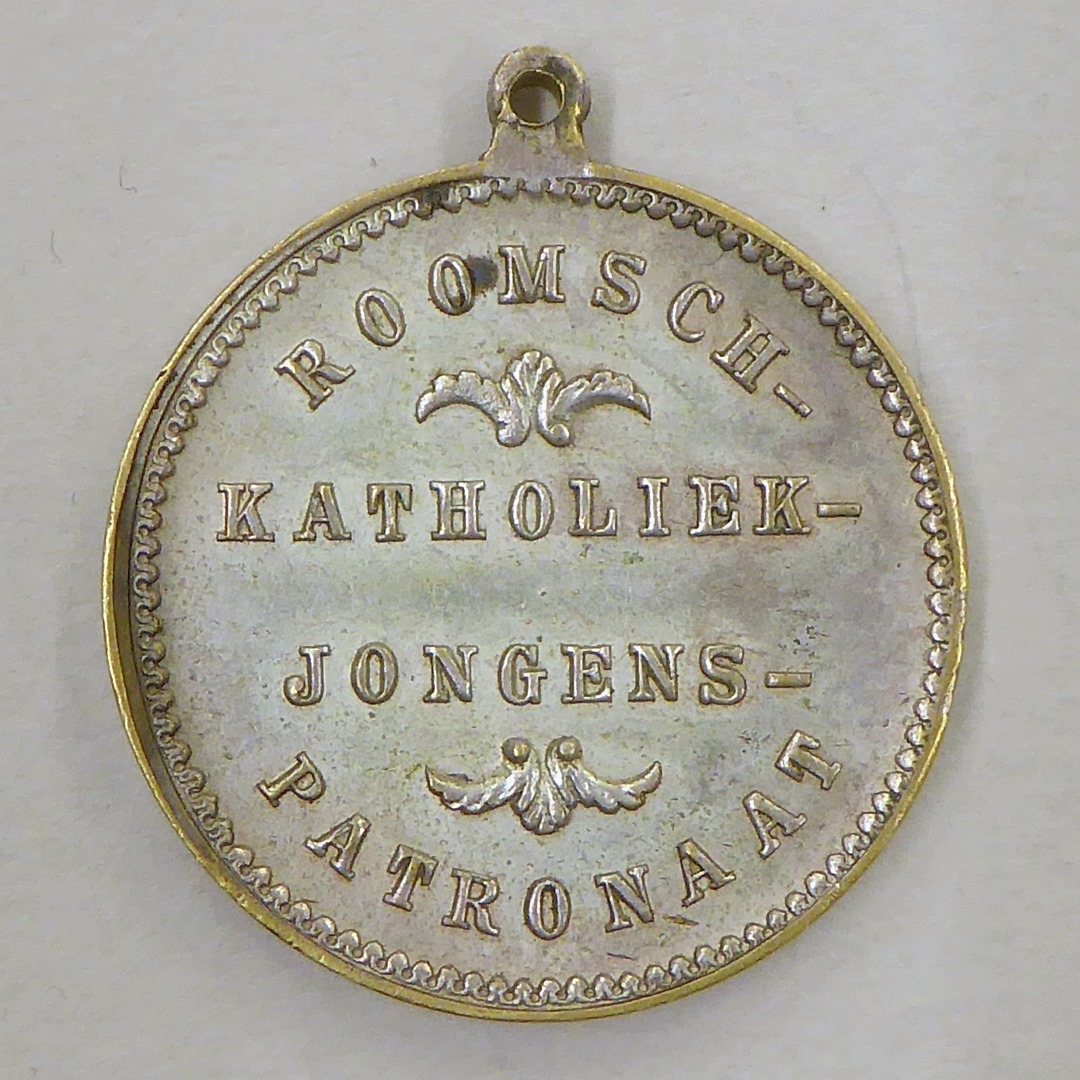 ROOMSCH-
KATHOLIEK-
JONGENS-
PATRONAAT